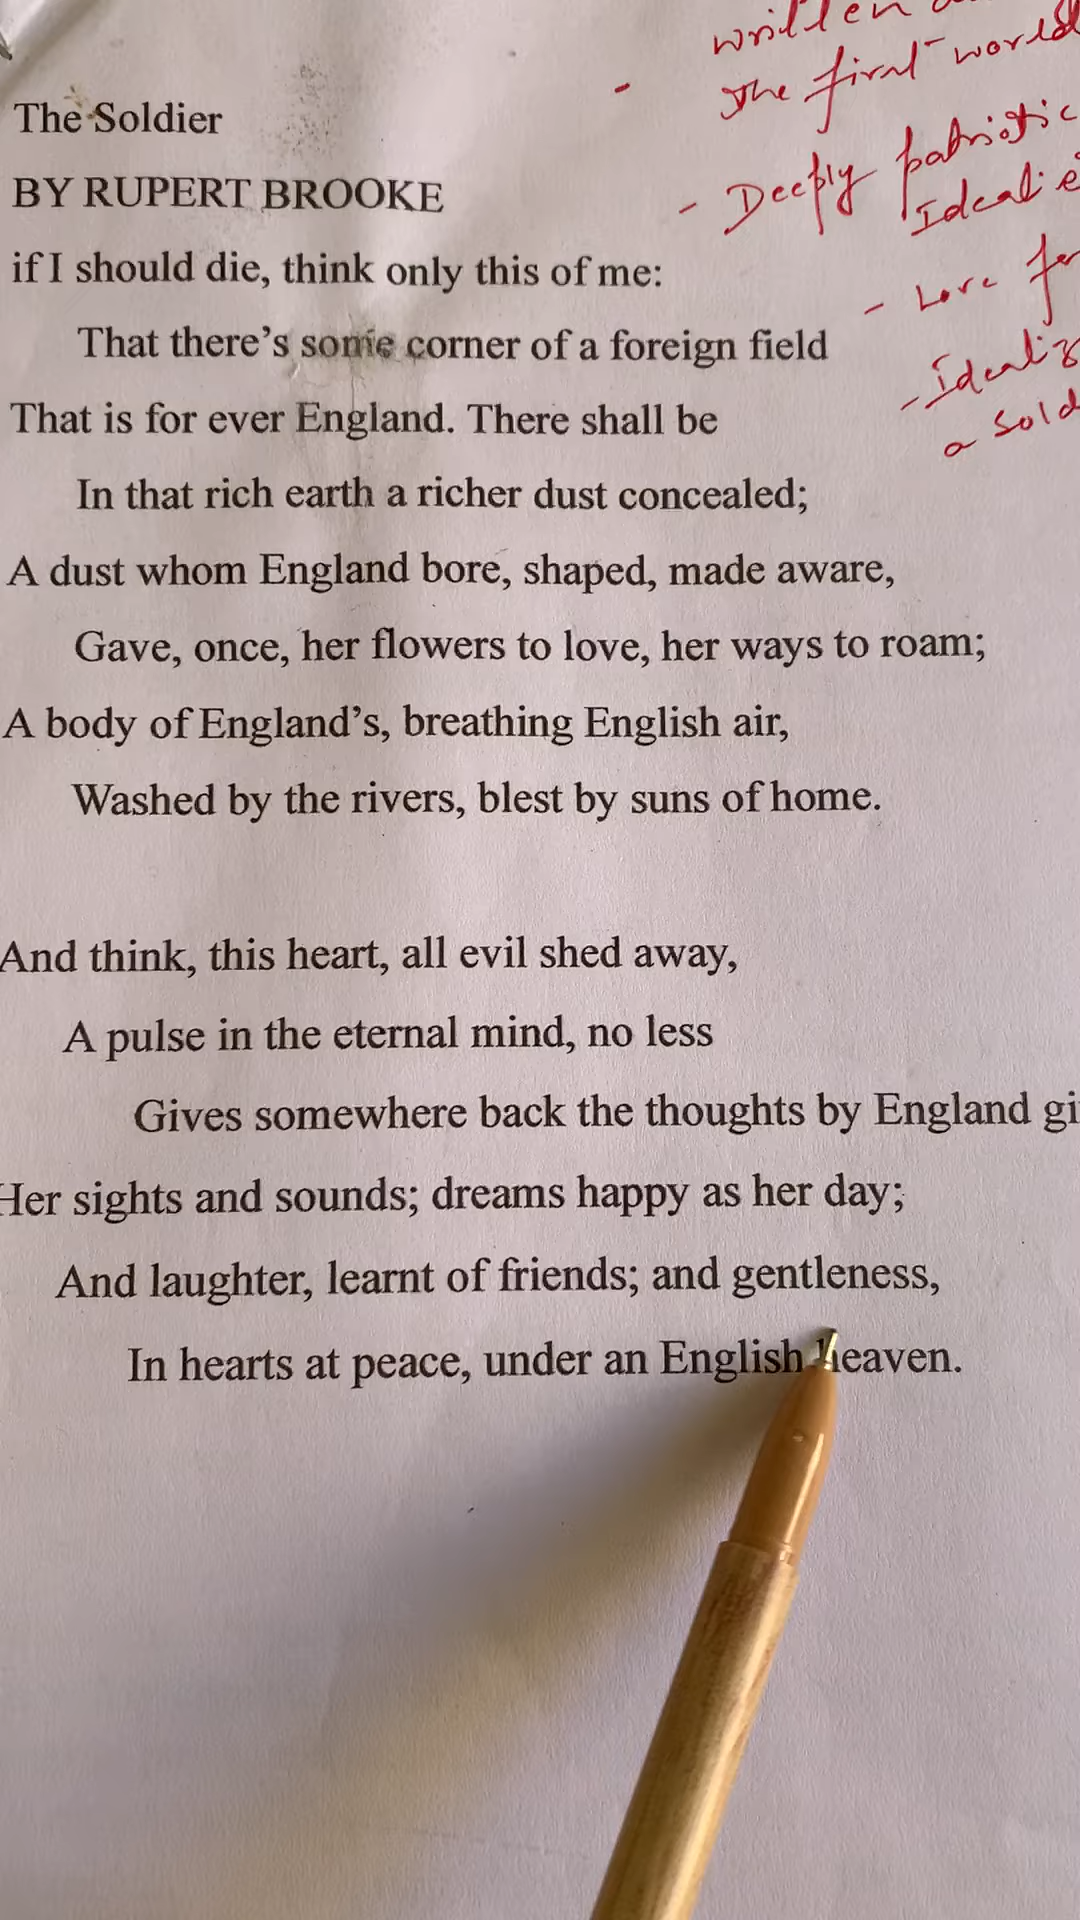 written
- the first world
- Deeply patriotic
Idealis
- Love for
- Idealiz
a Sold
The Soldier
BY RUPERT BROOKE
if I should die, think only this of me:
That there's some corner of a foreign field
That is for ever England. There shall be
In that rich earth a richer dust concealed;
A dust whom England bore, shaped, made aware,
Gave, once, her flowers to love, her ways to roam;
A body of England's, breathing English air,
Washed by the rivers, blest by suns of home.
And think, this heart, all evil shed away,
A pulse in the eternal mind, no less
Gives somewhere back the thoughts by England gi
Her sights and sounds; dreams happy as her day;
And laughter, learnt of friends; and gentleness,
In hearts at peace, under an English heaven.